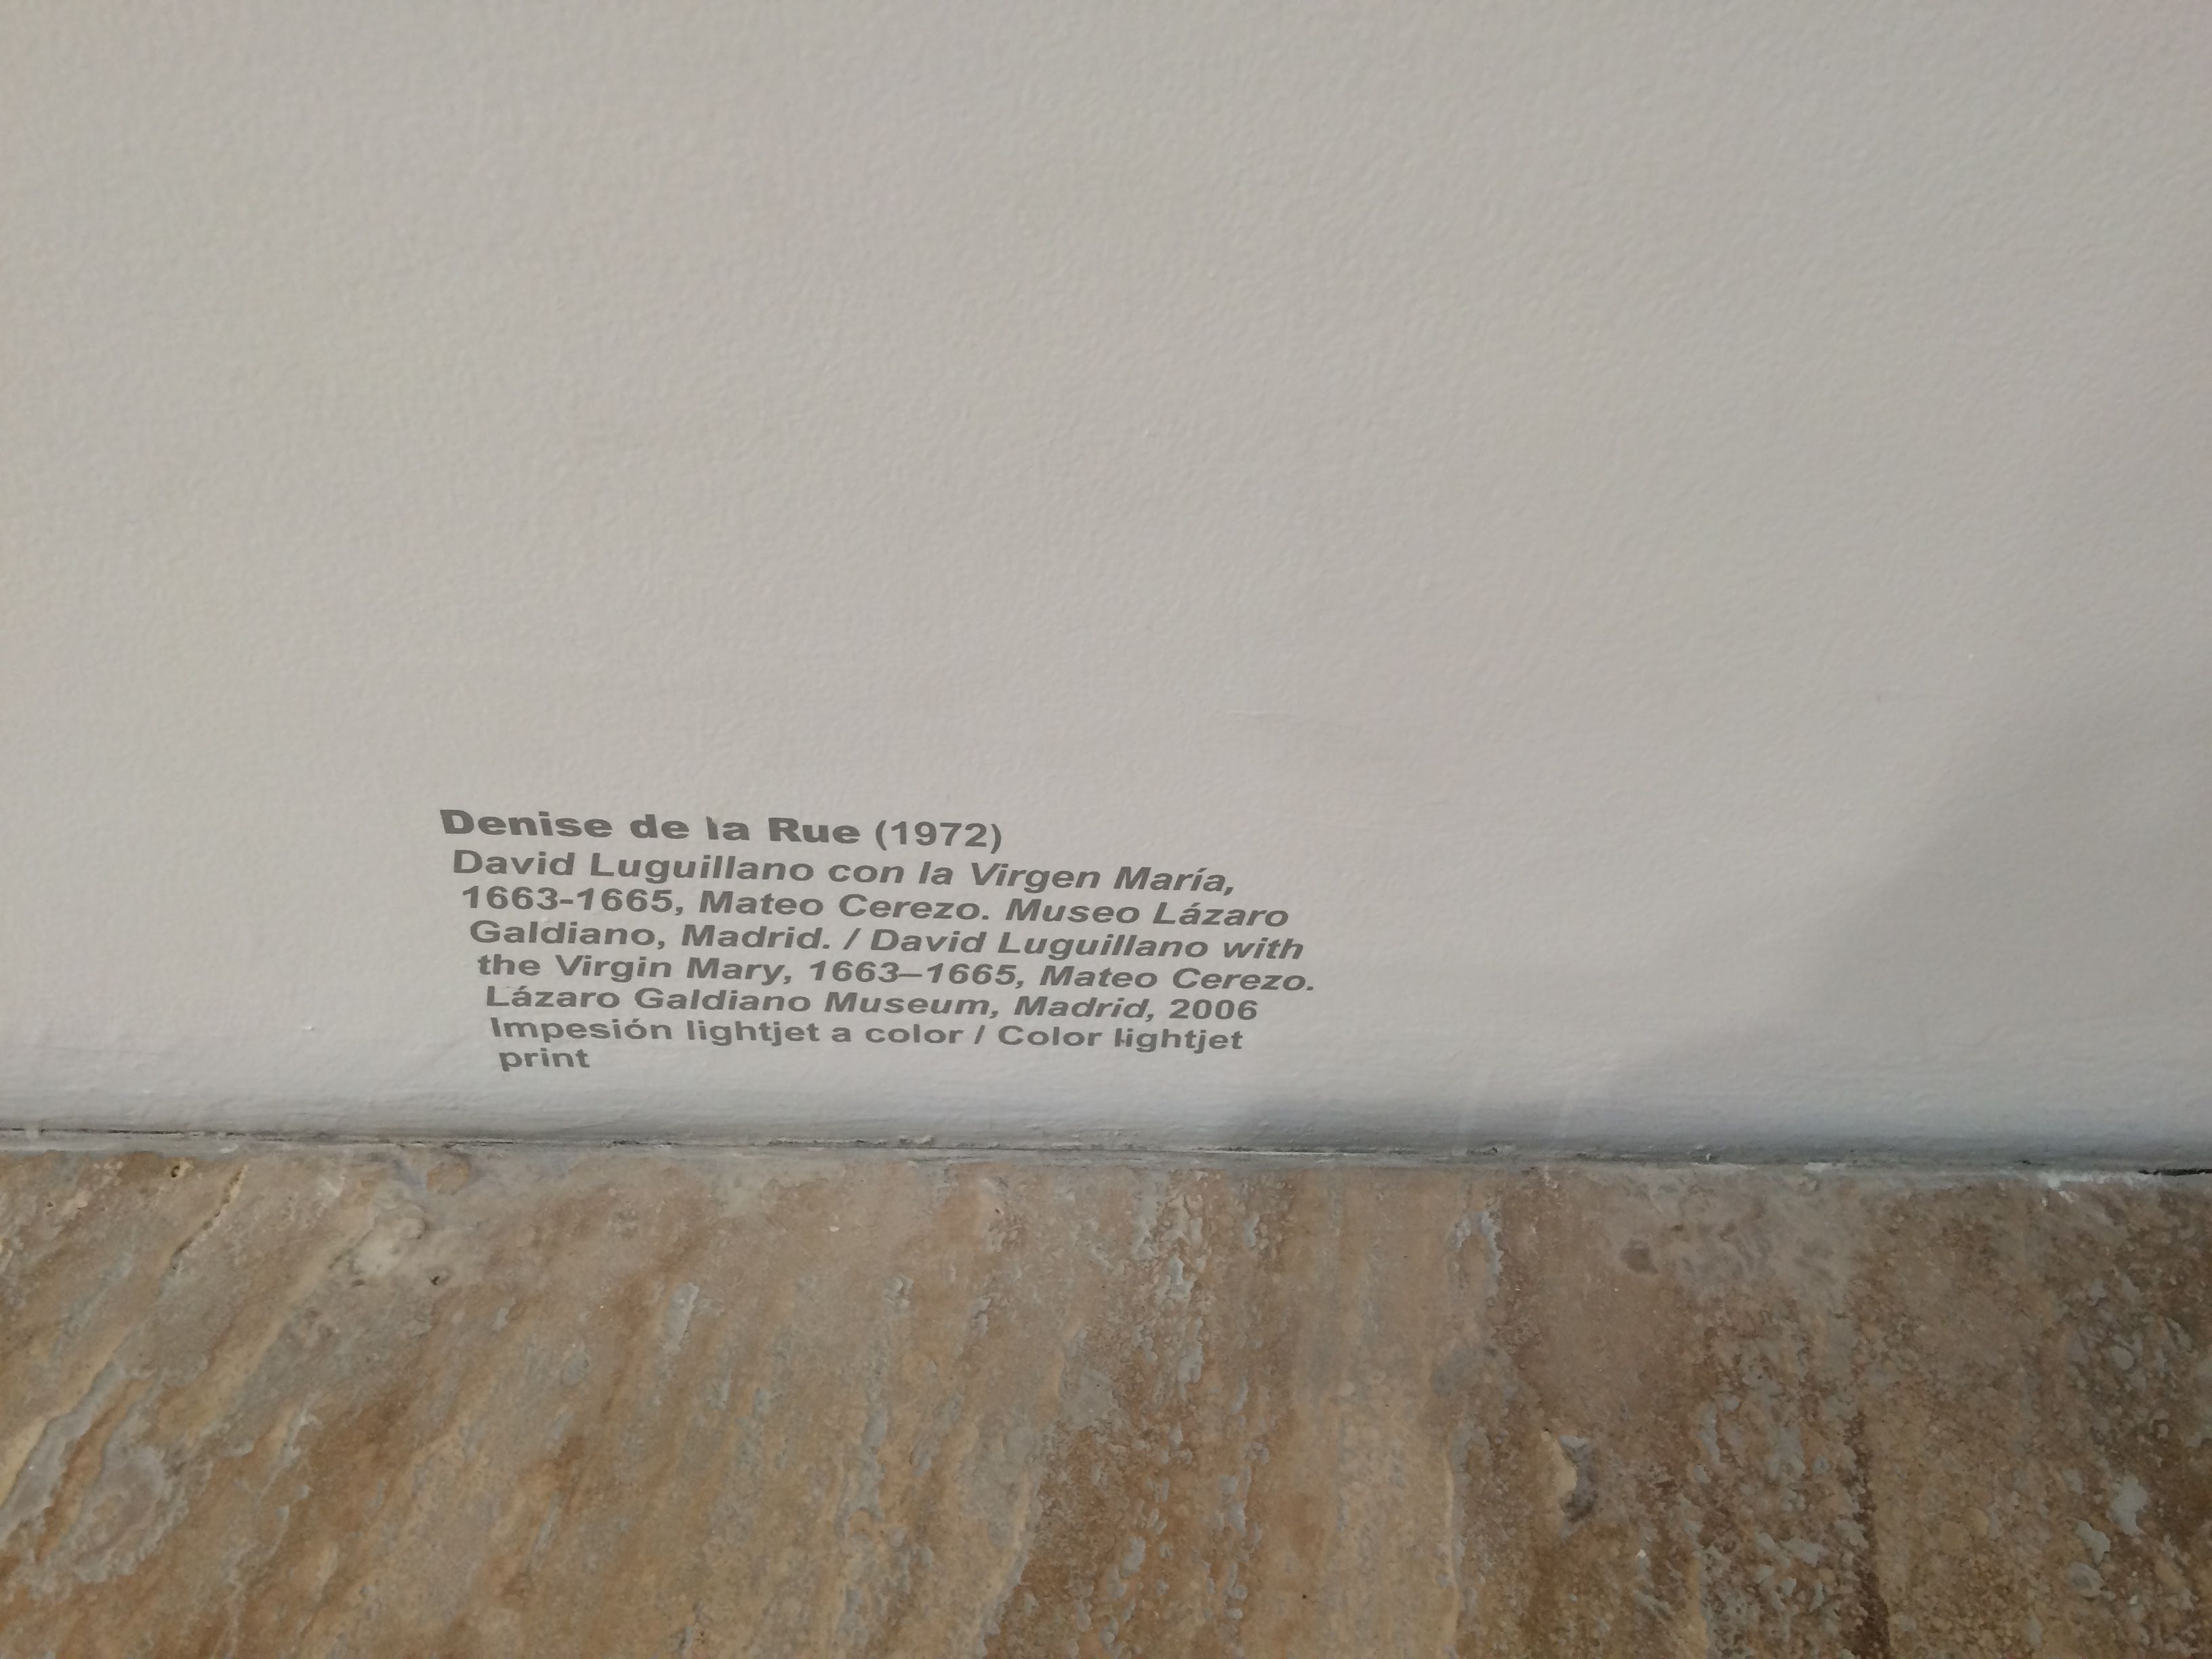 Denise de la Rue (1972)
David Luguillano con la Virgen María,
1663-1665, Mateo Cerezo. Museo Lázaro
Galdiano, Madrid. / David Luguillano with
the Virgin Mary, 1663–1665, Mateo Cerezo.
Lázaro Galdiano Museum, Madrid, 2006
Impesión lightjet a color / Color lightjet
print